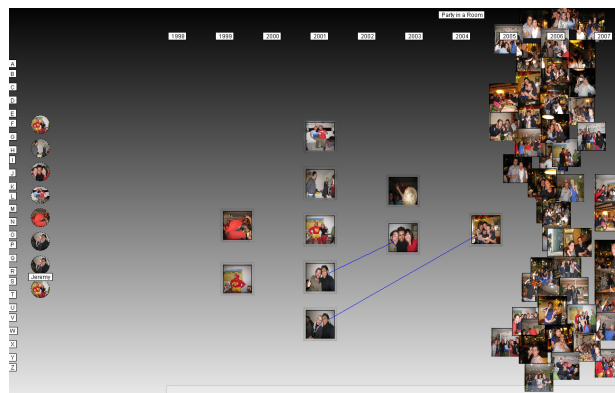 Party in a Room
1998 1999 2000 2001 2002 2003 2004 2005 2006 2007
A
B
C
D
E
F
G
H
I
J
K
L
M
N
O
P
Q
R
Jeremy
S
T
U
V
W
X
Y
Z